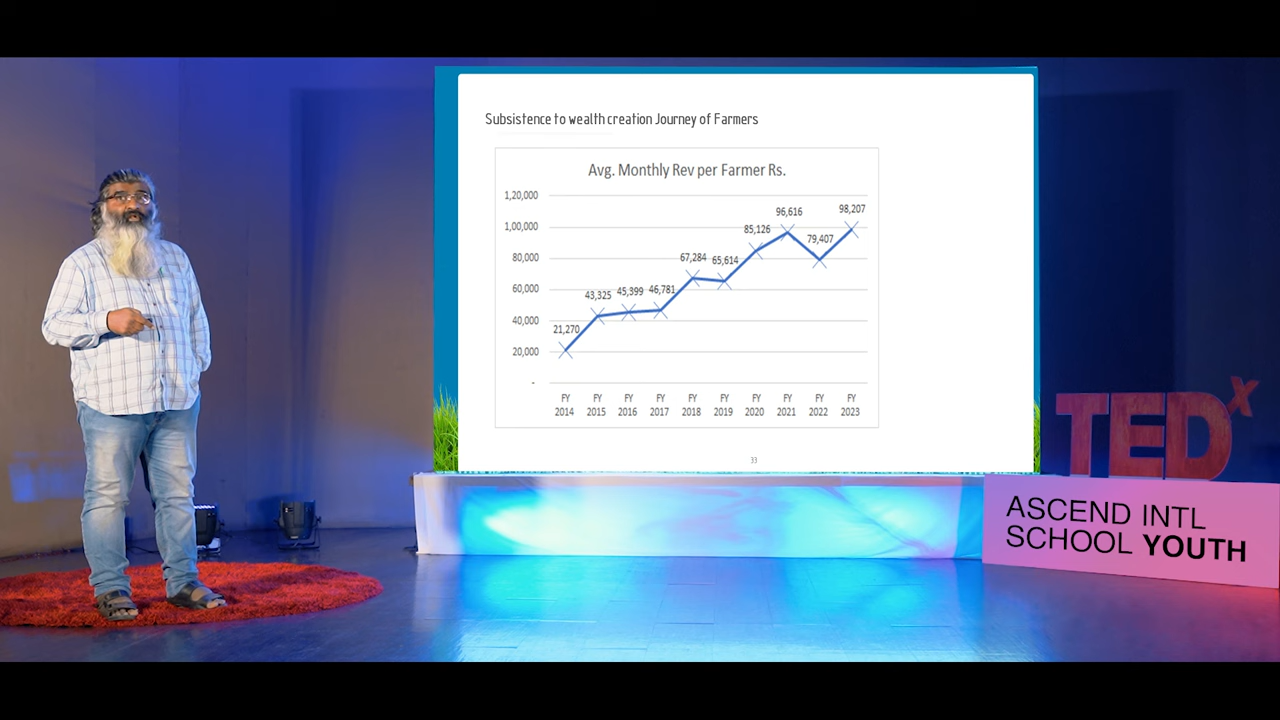 Subsistence to wealth creation Journey of Farmers
Avg. Monthly Rev per Farmer Rs.
1,20,000
1,00,000
80,000
60,000
40,000
20,000
-
21,270
43,325
45,399
46,781
67,284
65,614
85,126
96,616
79,407
98,207
FY 2014
FY 2015
FY 2016
FY 2017
FY 2018
FY 2019
FY 2020
FY 2021
FY 2022
FY 2023
33
TEDx
ASCEND INTL
SCHOOL YOUTH